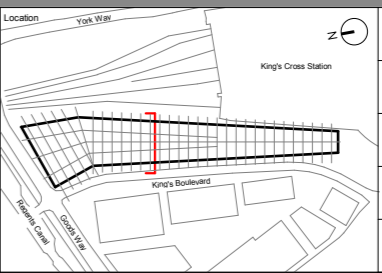 Location
York Way
N
King's Cross Station
King's Boulevard
Regents Canal
Goods Way